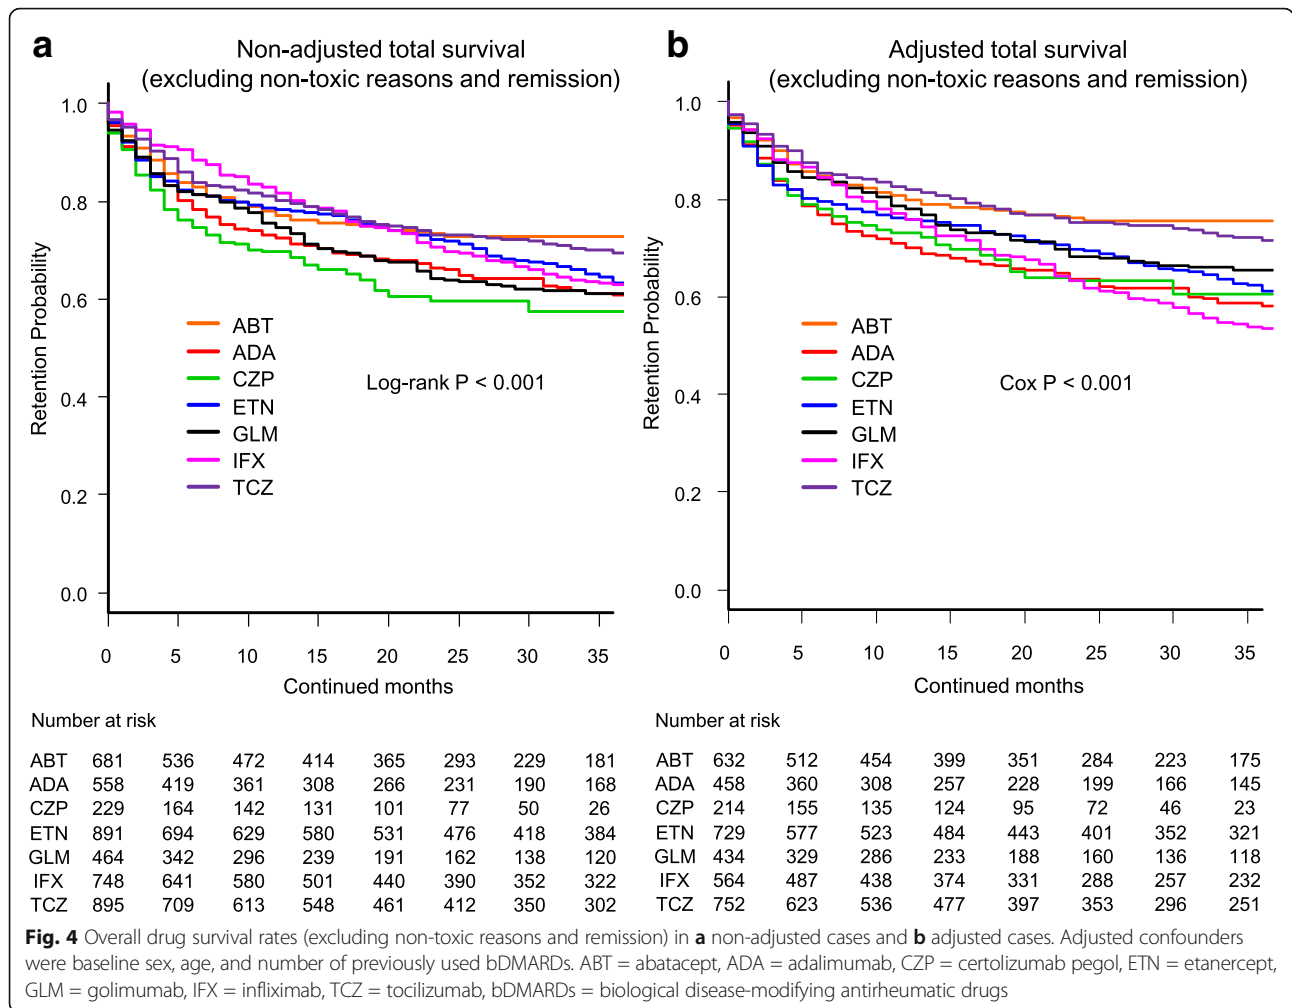 a
Non-adjusted total survival
(excluding non-toxic reasons and remission)
1.0
0.8
0.6
0.4
0.2
0.0
Retention Probability
ABT
ADA
CZP
ETN
GLM
IFX
TCZ
Log-rank P < 0.001
0 5 10 15 20 25 30 35
Continued months
Number at risk
ABT 681 536 472 414 365 293 229 181
ADA 558 419 361 308 266 231 190 168
CZP 229 164 142 131 101 77 50 26
ETN 891 694 629 580 531 476 418 384
GLM 464 342 296 239 191 162 138 120
IFX 748 641 580 501 440 390 352 322
TCZ 895 709 613 548 461 412 350 302
b
Adjusted total survival
(excluding non-toxic reasons and remission)
1.0
0.8
0.6
0.4
0.2
0.0
Retention Probability
ABT
ADA
CZP
ETN
GLM
IFX
TCZ
Cox P < 0.001
0 5 10 15 20 25 30 35
Continued months
Number at risk
ABT 632 512 454 399 351 284 223 175
ADA 458 360 308 257 228 199 166 145
CZP 214 155 135 124 95 72 46 23
ETN 729 577 523 484 443 401 352 321
GLM 434 329 286 233 188 160 136 118
IFX 564 487 438 374 331 288 257 232
TCZ 752 623 536 477 397 353 296 251
Fig. 4 Overall drug survival rates (excluding non-toxic reasons and remission) in a non-adjusted cases and b adjusted cases. Adjusted confounders
were baseline sex, age, and number of previously used bDMARDs. ABT = abatacept, ADA = adalimumab, CZP = certolizumab pegol, ETN = etanercept,
GLM = golimumab, IFX = infliximab, TCZ = tocilizumab, bDMARDs = biological disease-modifying antirheumatic drugs